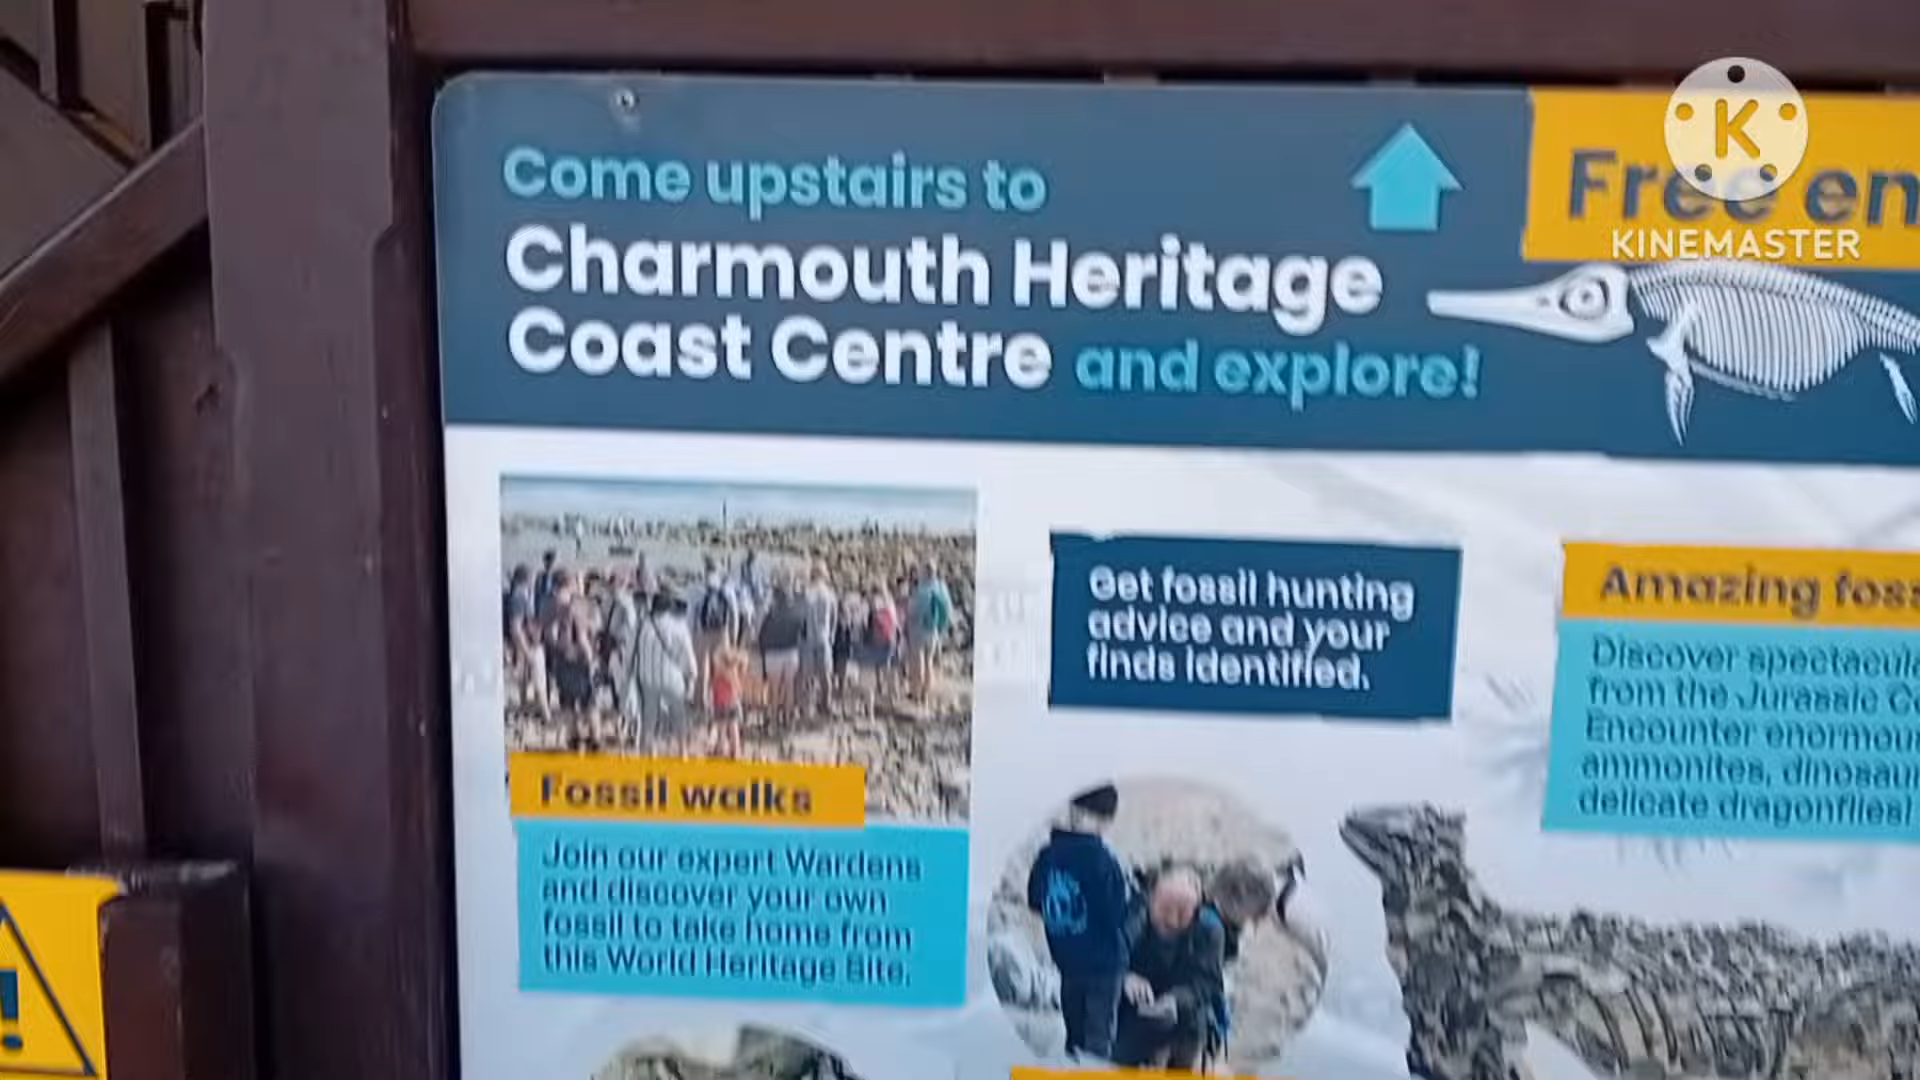 Come upstairs to
Charmouth Heritage
Coast Centre and explore!
Free en
K
KINEMASTER
Get fossil hunting
advice and your
finds identified.
Fossil walks
Join our expert Wardens
and discover your own
fossil to take home from
this World Heritage Site.
Amazing foss
Discover spectacula
from the Jurassic Co
Encounter enormou
ammonites, dinosaur
delicate dragonflies!
!